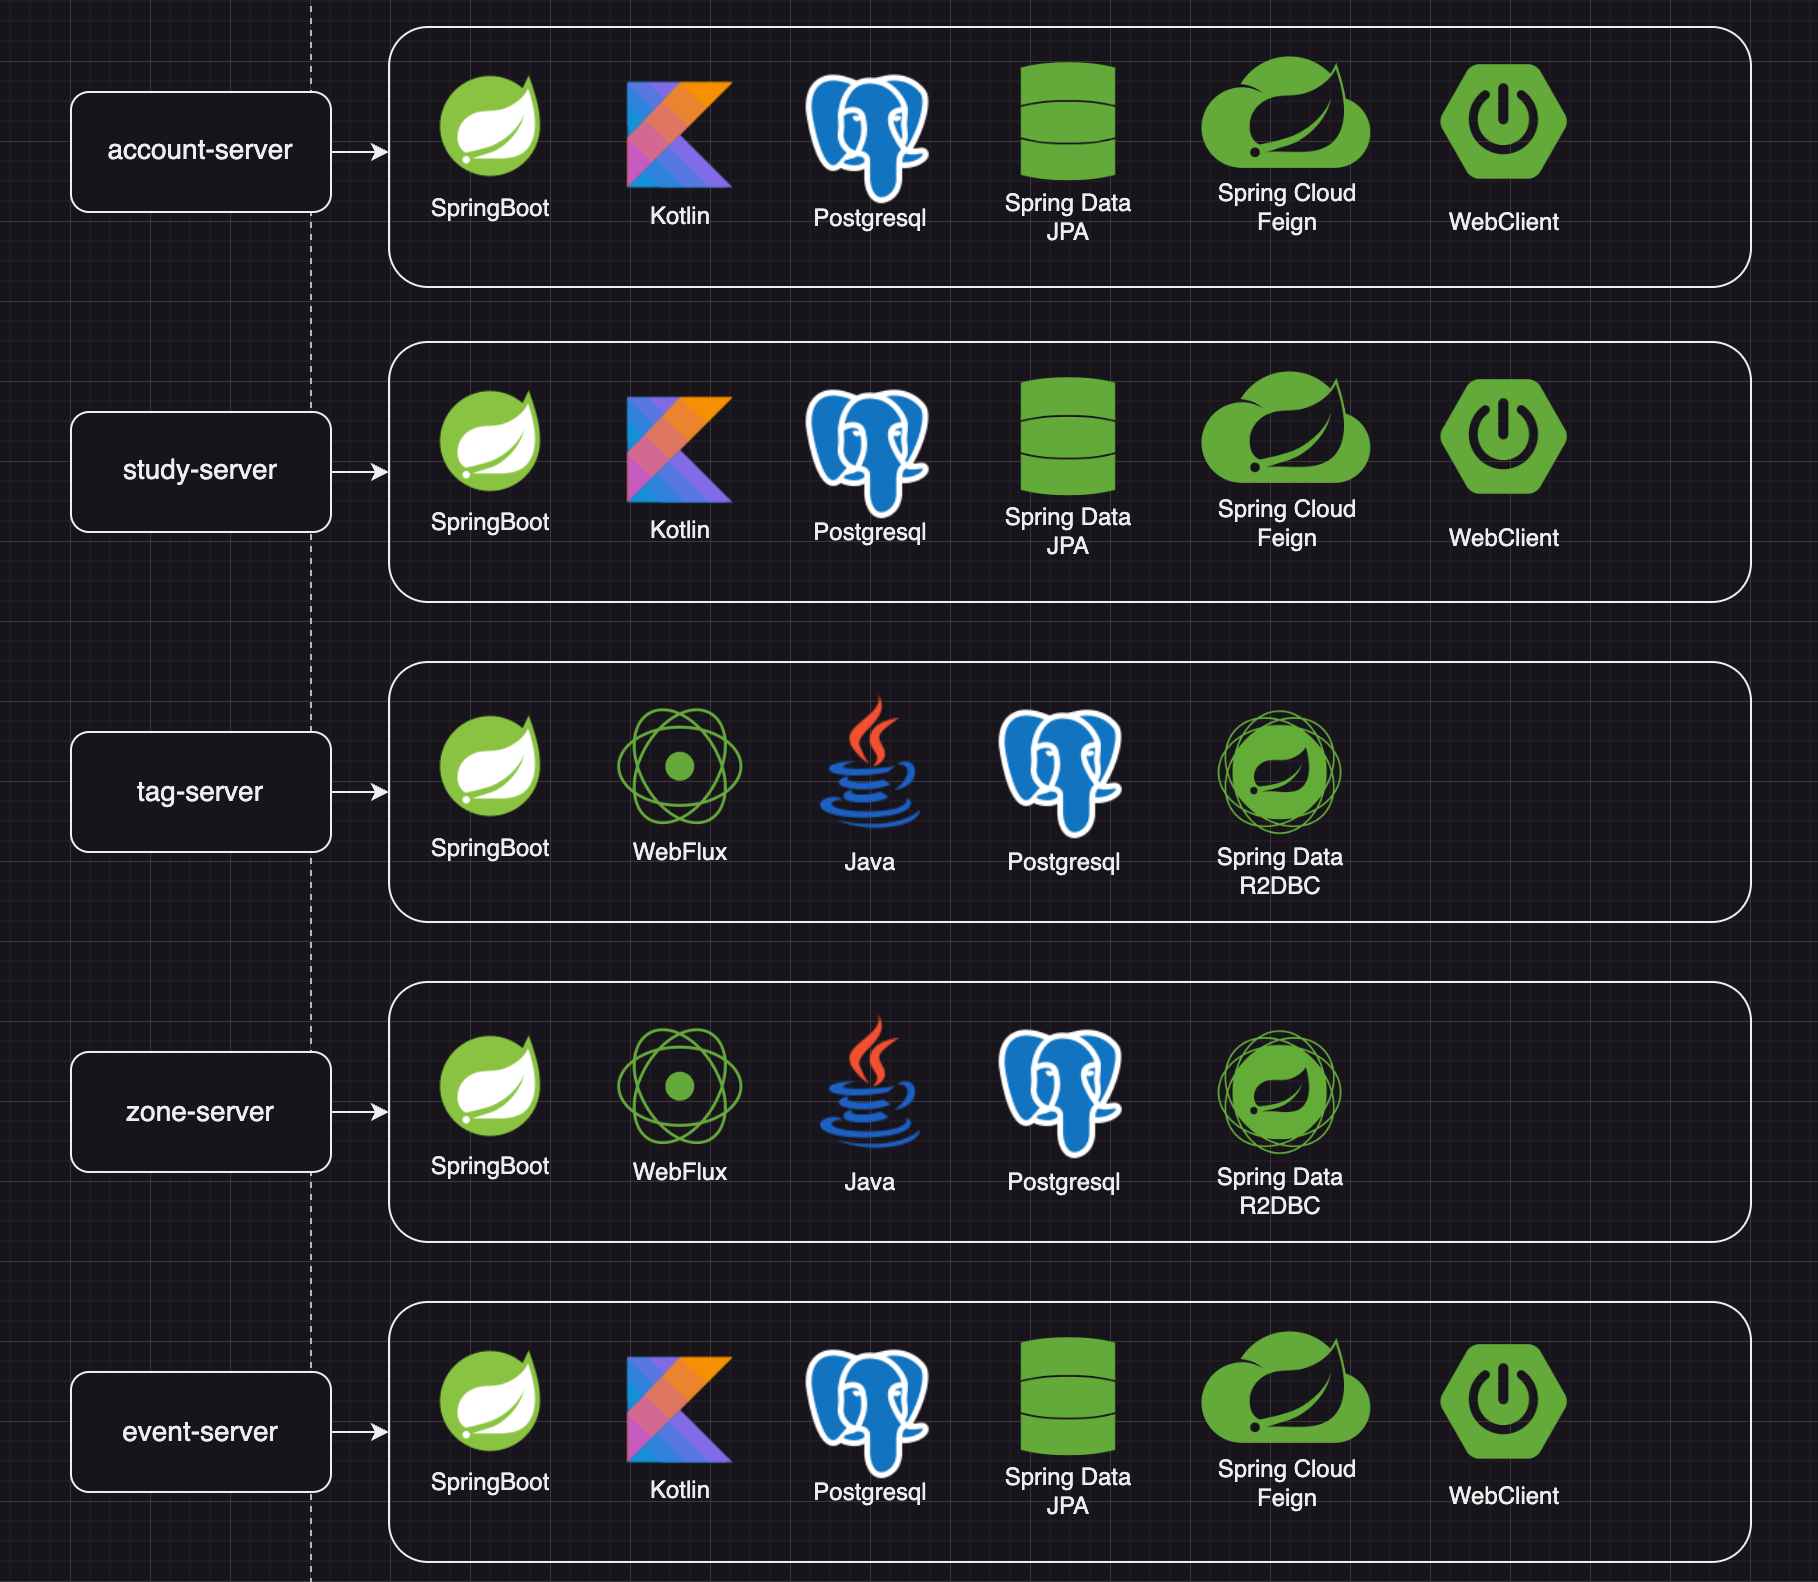 account-server
SpringBoot
Kotlin
Postgresql
Spring Data
JPA
Spring Cloud
Feign
WebClient
study-server
SpringBoot
Kotlin
Postgresql
Spring Data
JPA
Spring Cloud
Feign
WebClient
tag-server
SpringBoot
WebFlux
Java
Postgresql
Spring Data
R2DBC
zone-server
SpringBoot
WebFlux
Java
Postgresql
Spring Data
R2DBC
event-server
SpringBoot
Kotlin
Postgresql
Spring Data
JPA
Spring Cloud
Feign
WebClient